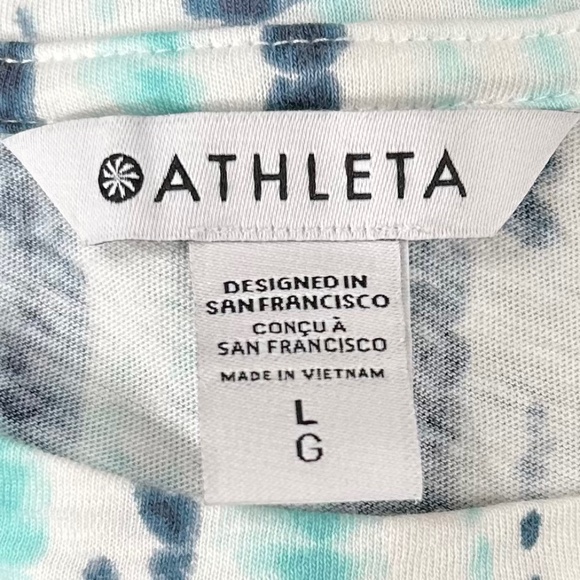 ATHLETA
DESIGNED IN
SAN FRANCISCO
CONÇU À
SAN FRANCISCO
MADE IN VIETNAM
L
G